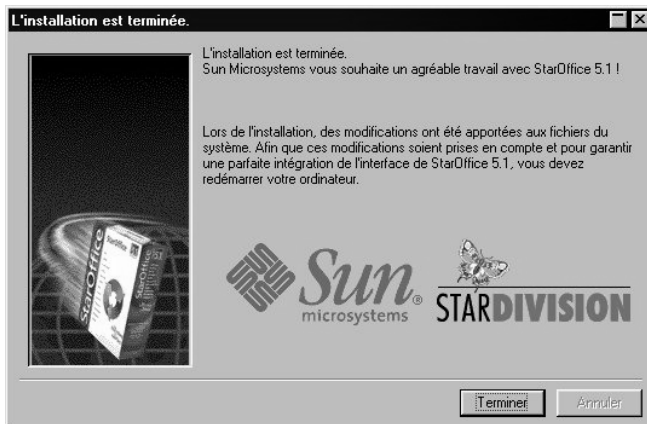 L'installation est terminée.
L'installation est terminée.
Sun Microsystems vous souhaite un agréable travail avec StarOffice 5.1 !
Lors de l'installation, des modifications ont été apportées aux fichiers du
système. Afin que ces modifications soient prises en compte et pour garantir
une parfaite intégration de l'interface de StarOffice 5.1, vous devez
redémarrer votre ordinateur.
StarOffice
StarOffice
Sun®
microsystems
STARDIVISION
Terminer
Annuler